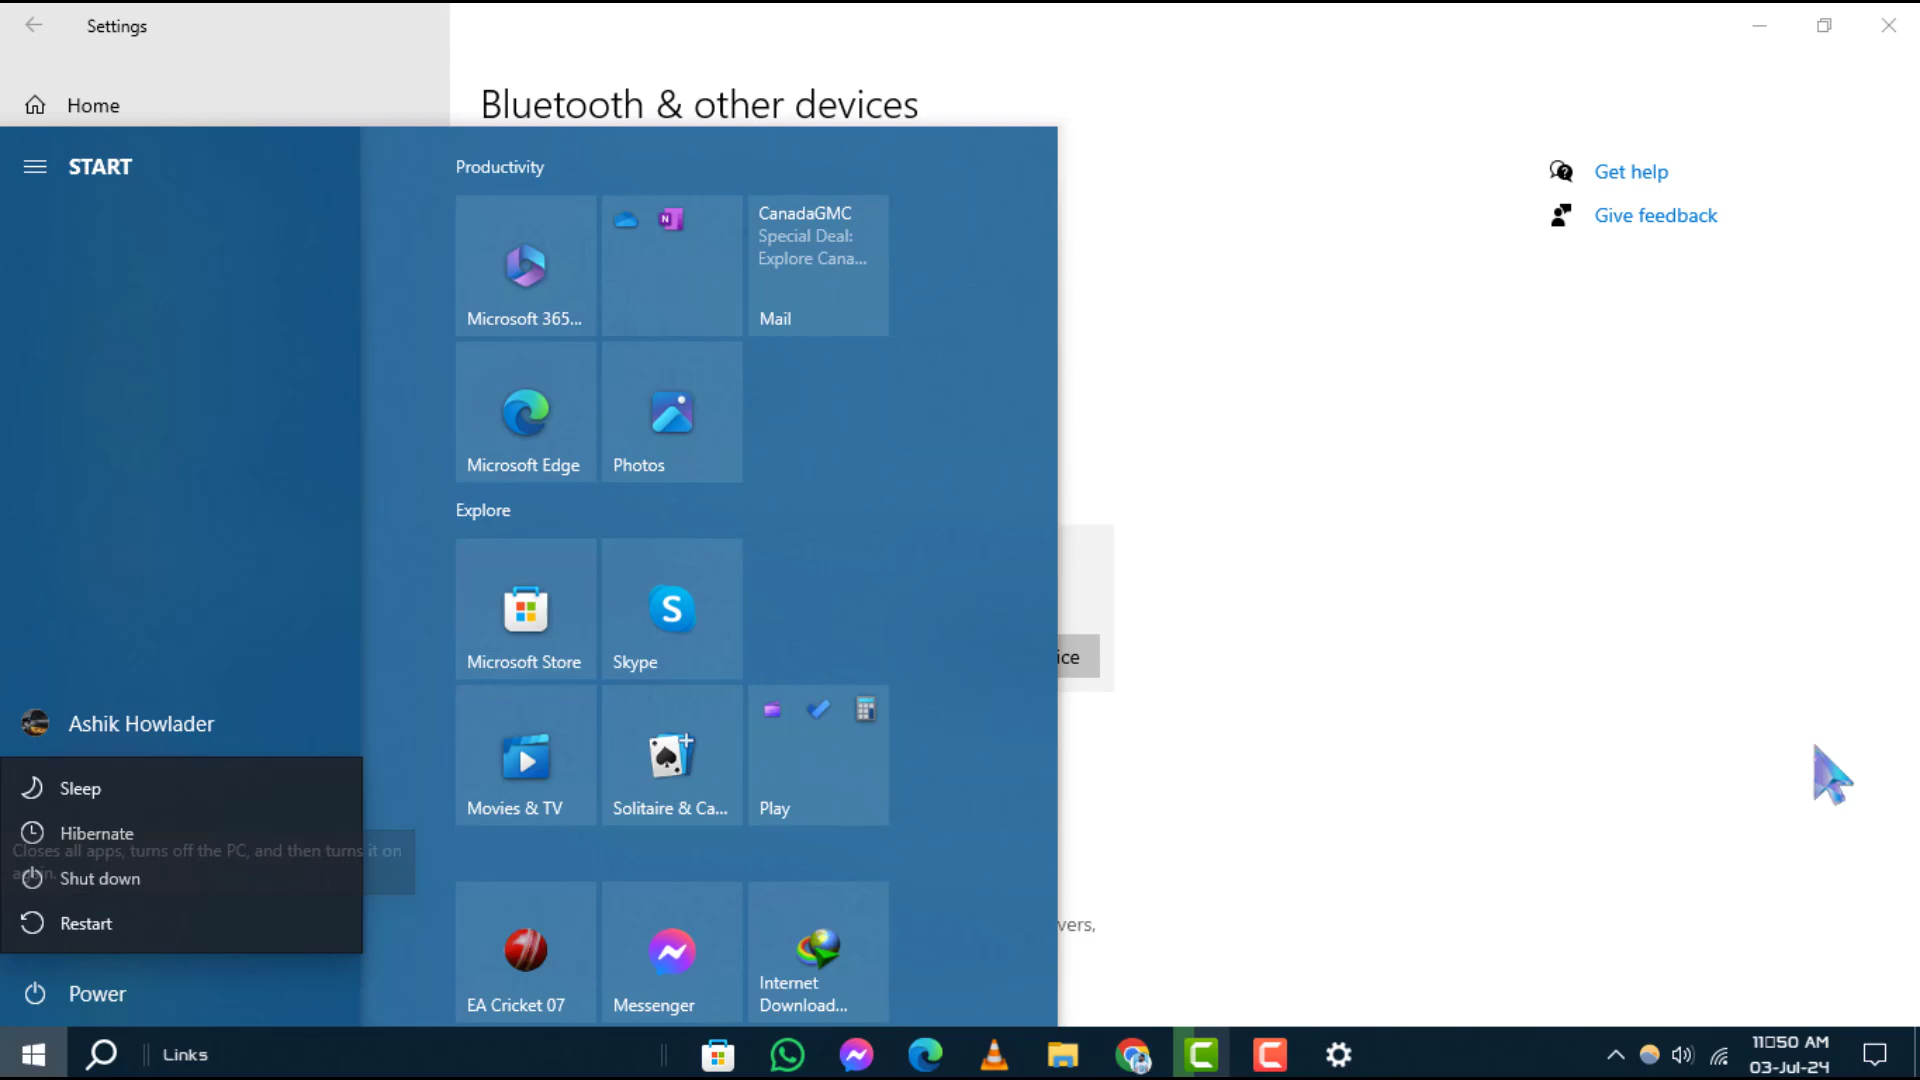 Settings
Home
Bluetooth & other devices
Get help
Give feedback
START
Productivity
Microsoft 365...
CanadaGMC
Special Deal:
Explore Cana...
Mail
Microsoft Edge
Photos
Explore
Microsoft Store
Skype
ice
Movies & TV
Solitaire & Ca...
Play
Ashik Howlader
Sleep
Hibernate
Closes all apps, turns off the PC, and then turns it on
again.
Shut down
Restart
vers,
EA Cricket 07
Messenger
Internet
Download...
Power
Links
11□50 AM
03-Jul-24